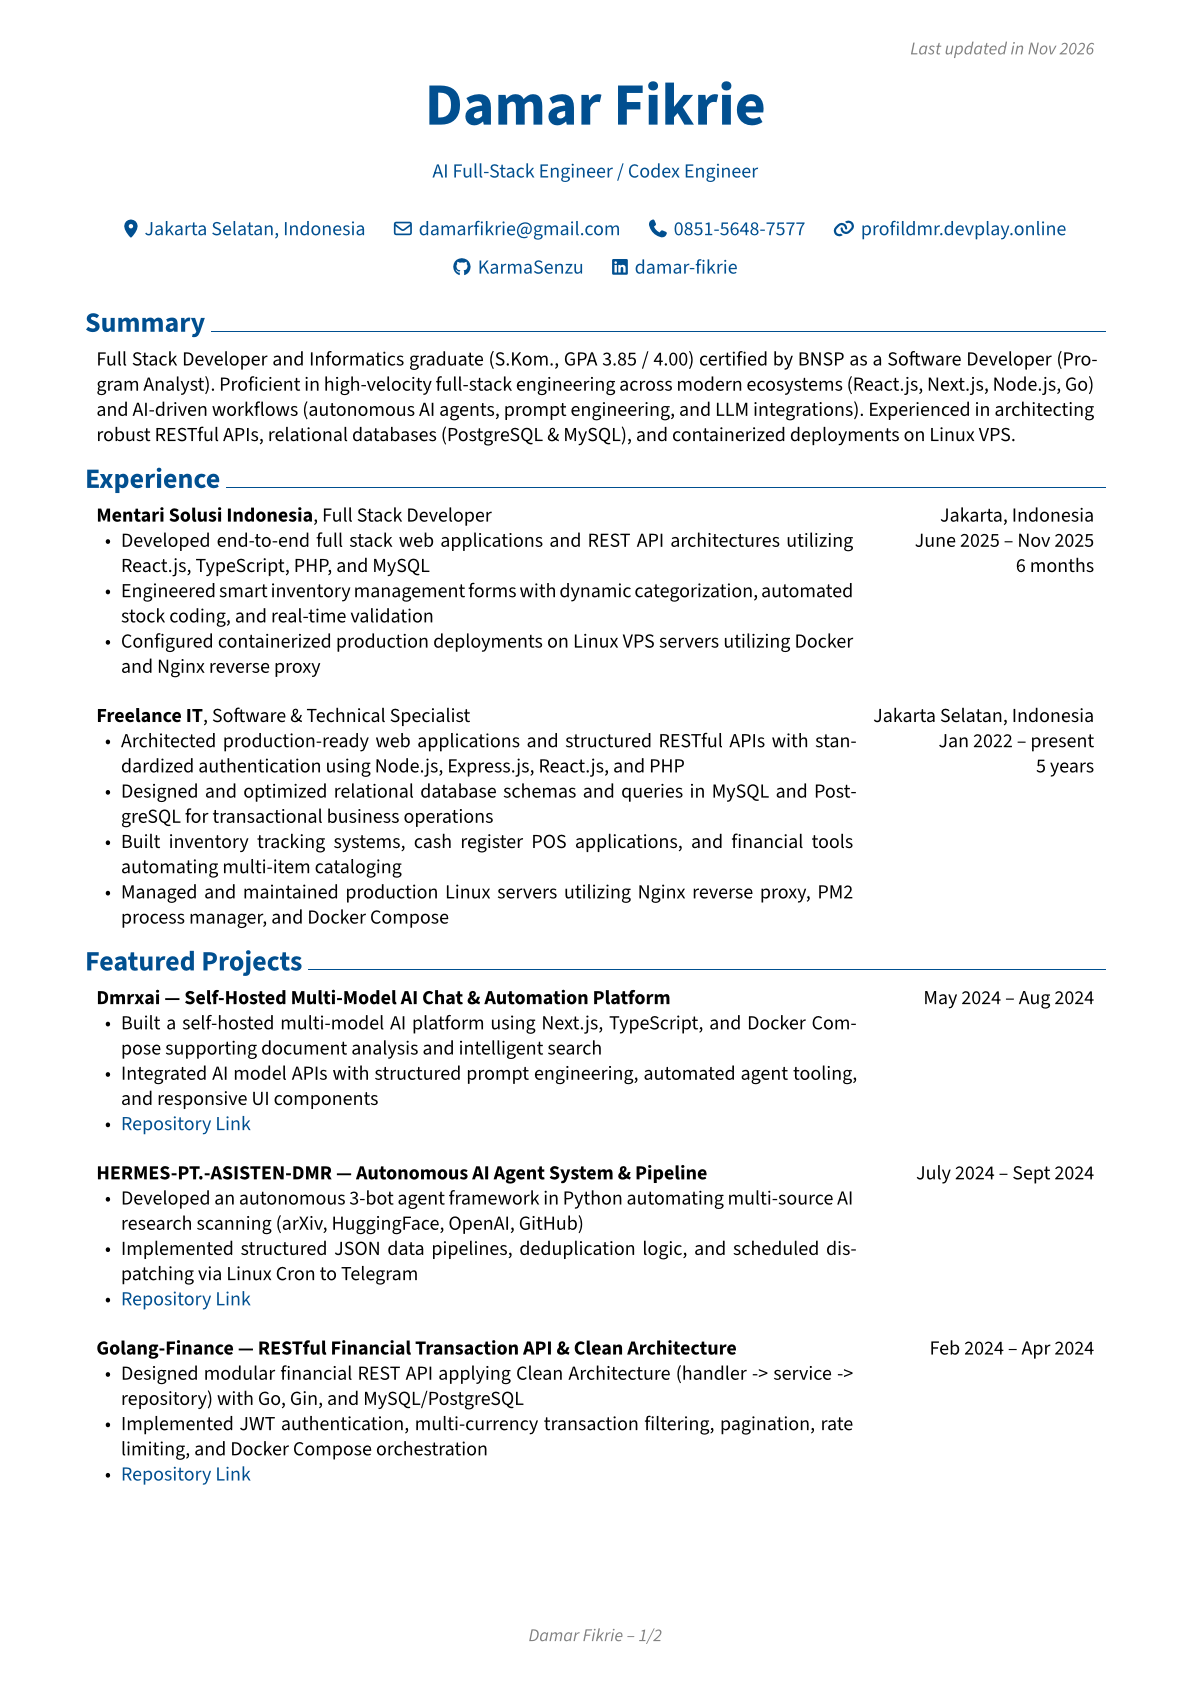 Last updated in Nov 2026
Damar Fikrie
AI Full-Stack Engineer / Codex Engineer
Jakarta Selatan, Indonesia damarfikrie@gmail.com 0851-5648-7577 profildmr.devplay.online
KarmaSenzu damar-fikrie
Summary
Full Stack Developer and Informatics graduate (S.Kom., GPA 3.85 / 4.00) certified by BNSP as a Software Developer (Pro-
gram Analyst). Proficient in high-velocity full-stack engineering across modern ecosystems (React.js, Next.js, Node.js, Go)
and AI-driven workflows (autonomous AI agents, prompt engineering, and LLM integrations). Experienced in architecting
robust RESTful APIs, relational databases (PostgreSQL & MySQL), and containerized deployments on Linux VPS.
Experience
Mentari Solusi Indonesia, Full Stack Developer Jakarta, Indonesia
• Developed end-to-end full stack web applications and REST API architectures utilizing June 2025 – Nov 2025
React.js, TypeScript, PHP, and MySQL 6 months
• Engineered smart inventory management forms with dynamic categorization, automated
stock coding, and real-time validation
• Configured containerized production deployments on Linux VPS servers utilizing Docker
and Nginx reverse proxy
Freelance IT, Software & Technical Specialist Jakarta Selatan, Indonesia
• Architected production-ready web applications and structured RESTful APIs with stan- Jan 2022 – present
dardized authentication using Node.js, Express.js, React.js, and PHP 5 years
• Designed and optimized relational database schemas and queries in MySQL and Post-
greSQL for transactional business operations
• Built inventory tracking systems, cash register POS applications, and financial tools
automating multi-item cataloging
• Managed and maintained production Linux servers utilizing Nginx reverse proxy, PM2
process manager, and Docker Compose
Featured Projects
Dmrxai — Self-Hosted Multi-Model AI Chat & Automation Platform May 2024 – Aug 2024
• Built a self-hosted multi-model AI platform using Next.js, TypeScript, and Docker Com-
pose supporting document analysis and intelligent search
• Integrated AI model APIs with structured prompt engineering, automated agent tooling,
and responsive UI components
• Repository Link
HERMES-PT.-ASISTEN-DMR — Autonomous AI Agent System & Pipeline July 2024 – Sept 2024
• Developed an autonomous 3-bot agent framework in Python automating multi-source AI
research scanning (arXiv, HuggingFace, OpenAI, GitHub)
• Implemented structured JSON data pipelines, deduplication logic, and scheduled dis-
patching via Linux Cron to Telegram
• Repository Link
Golang-Finance — RESTful Financial Transaction API & Clean Architecture Feb 2024 – Apr 2024
• Designed modular financial REST API applying Clean Architecture (handler -> service ->
repository) with Go, Gin, and MySQL/PostgreSQL
• Implemented JWT authentication, multi-currency transaction filtering, pagination, rate
limiting, and Docker Compose orchestration
• Repository Link
Damar Fikrie – 1/2